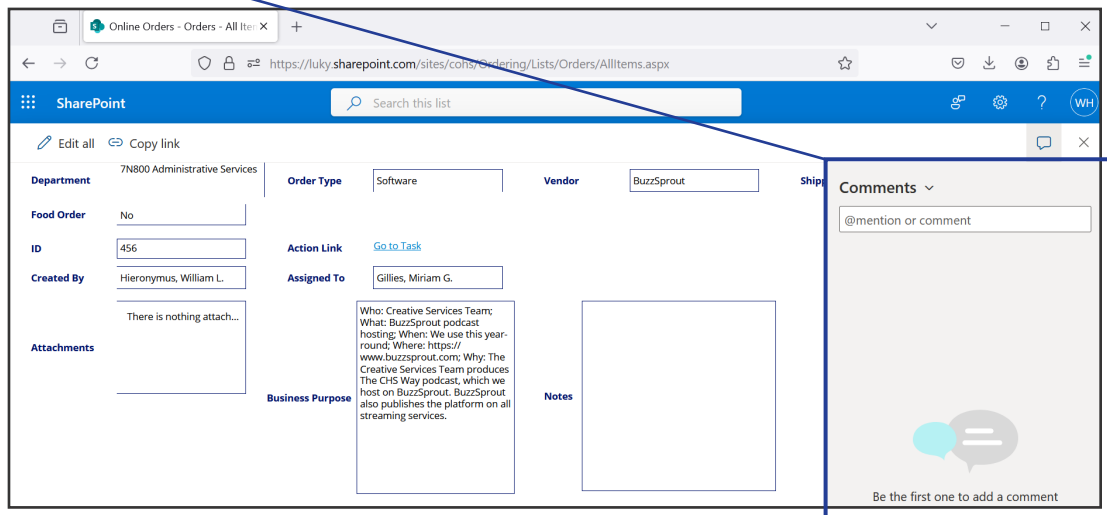 Online Orders - Orders - All Iter
https://luky.sharepoint.com/sites/cohs/Ordering/Lists/Orders/AllItems.aspx
SharePoint
Search this list
WH
Edit all
Copy link
Department
7N800 Administrative Services
Order Type
Software
Vendor
BuzzSprout
Shipp
Food Order
No
ID
456
Action Link
Go to Task
Created By
Hieronymus, William L.
Assigned To
Gillies, Miriam G.
Attachments
There is nothing attach...
Business Purpose
Who: Creative Services Team;
What: BuzzSprout podcast
hosting; When: We use this year-
round; Where: https://
www.buzzsprout.com; Why: The
Creative Services Team produces
The CHS Way podcast, which we
host on BuzzSprout. BuzzSprout
also publishes the platform on all
streaming services.
Notes
Comments
@mention or comment
Be the first one to add a comment